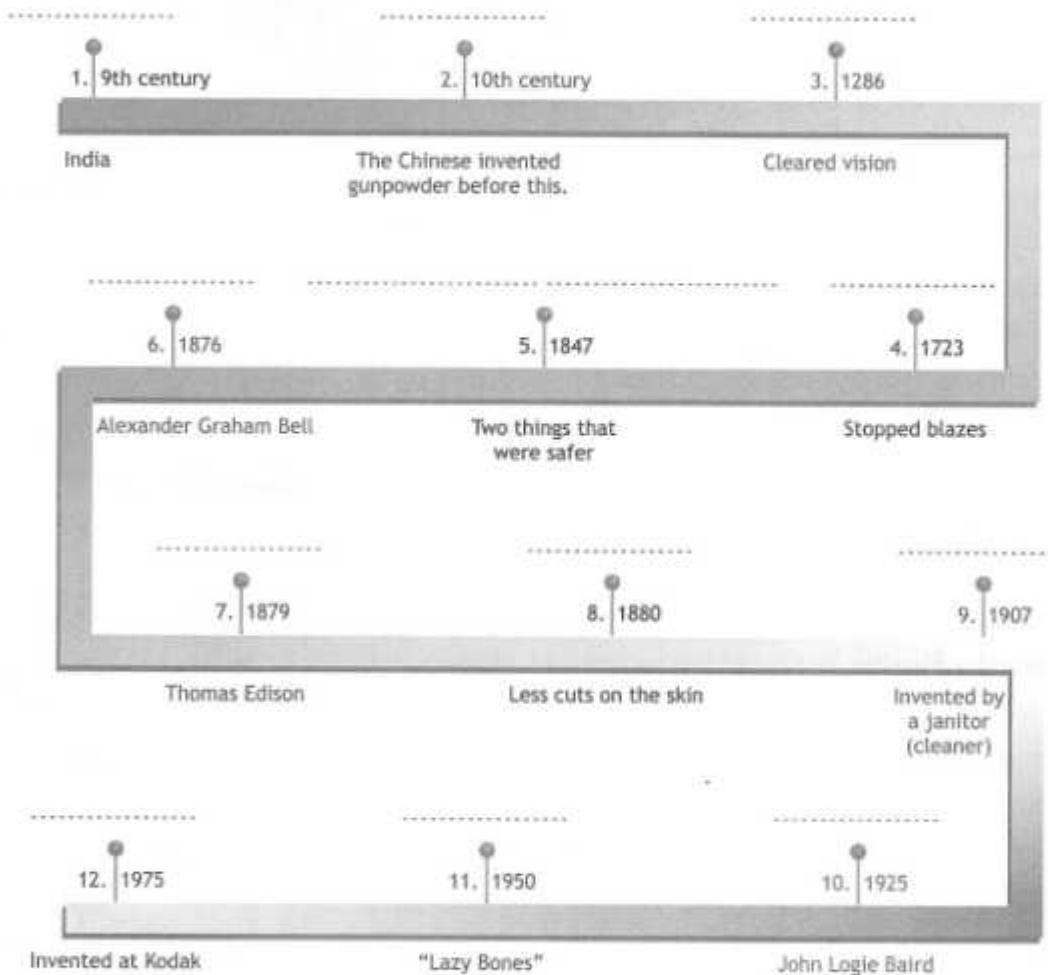 1. 9th century
2. 10th century
3. 1286
India
The Chinese invented
gunpowder before this.
Cleared vision
6. 1876
5. 1847
4. 1723
Alexander Graham Bell
Two things that
were safer
Stopped blazes
7. 1879
8. 1880
9. 1907
Thomas Edison
Less cuts on the skin
Invented by
a janitor
(cleaner)
12. 1975
11. 1950
10. 1925
Invented at Kodak
"Lazy Bones"
John Logie Baird